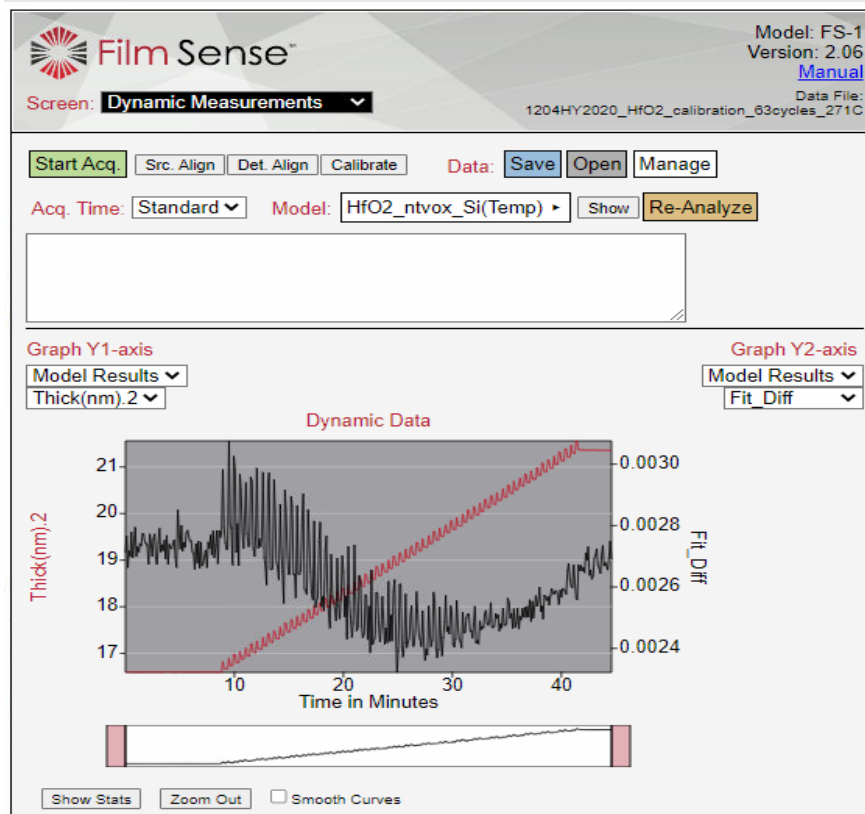 Film Sense™
Model: FS-1
Version: 2.06
Manual
Screen: Dynamic Measurements
Data File:
1204HY2020_HfO2_calibration_63cycles_271C
Start Acq. Src. Align Det. Align Calibrate Data: Save Open Manage
Acq. Time: Standard Model: HfO2_ntvox_Si(Temp) ▸ Show Re-Analyze
Graph Y1-axis
Model Results
Thick(nm).2
Graph Y2-axis
Model Results
Fit_Diff
Dynamic Data
Thick(nm).2
21
20
19
18
17
0.0030
0.0028
0.0026
0.0024
Fit_Diff
10 20 30 40
Time in Minutes
Show Stats Zoom Out Smooth Curves